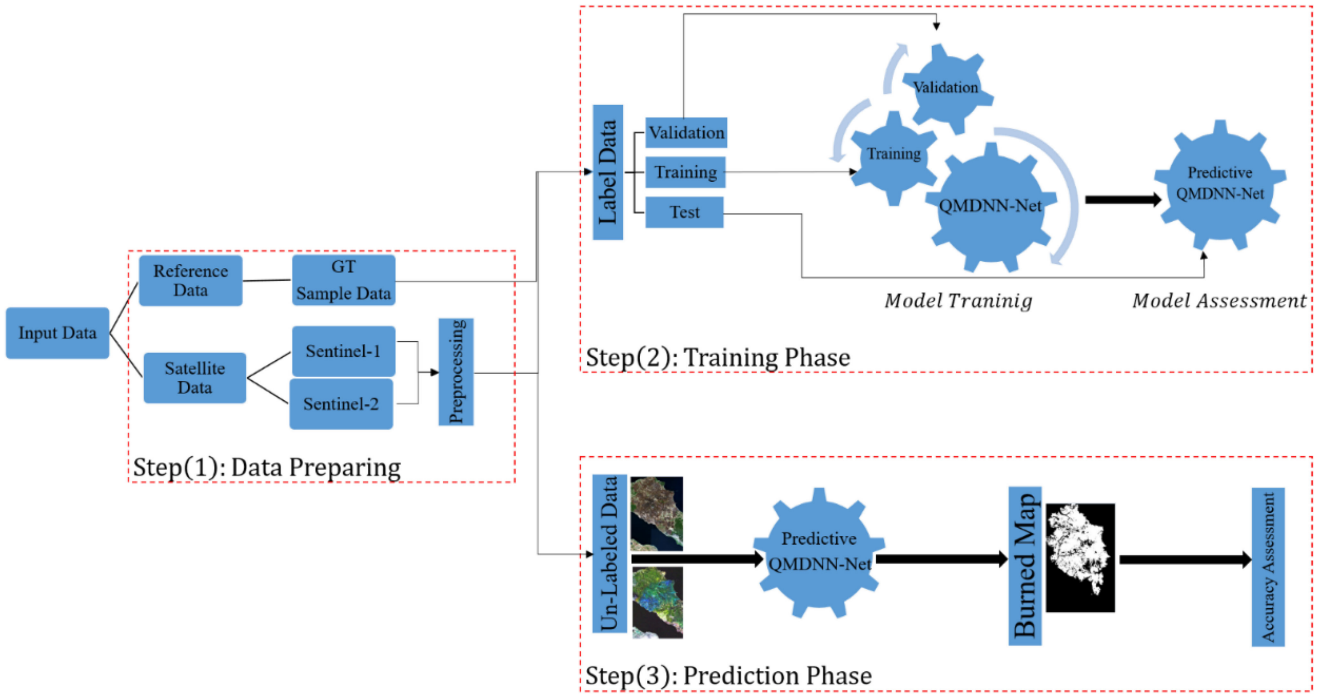 Input Data
Reference
Data
GT
Sample Data
Satellite
Data
Sentinel-1
Sentinel-2
Preprocessing
Step(1): Data Preparing
Label Data
Validation
Training
Test
Validation
Training
QMDNN-Net
Predictive
QMDNN-Net
Model Traninig
Model Assessment
Step(2): Training Phase
Un-Labeled Data
Predictive
QMDNN-Net
Burned Map
Accuracy Assessment
Step(3): Prediction Phase